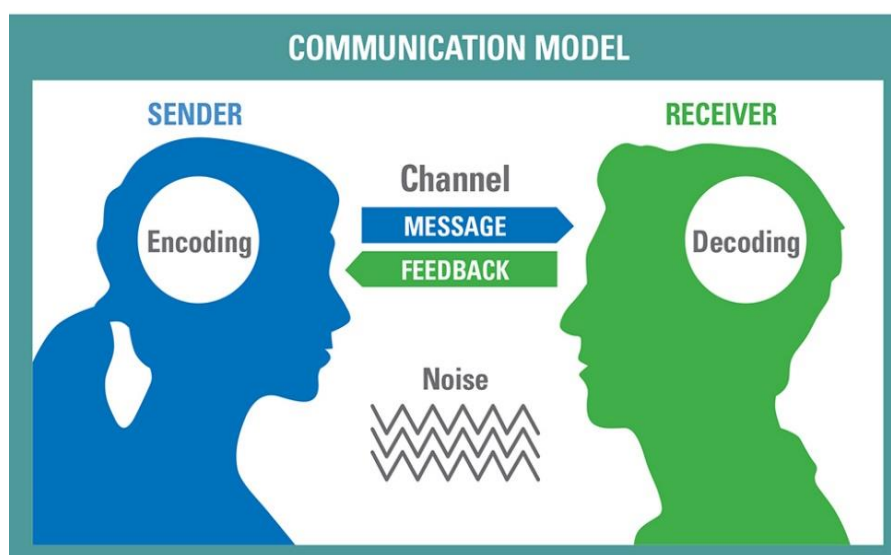 COMMUNICATION MODEL
SENDER
RECEIVER
Channel
MESSAGE
FEEDBACK
Encoding
Decoding
Noise